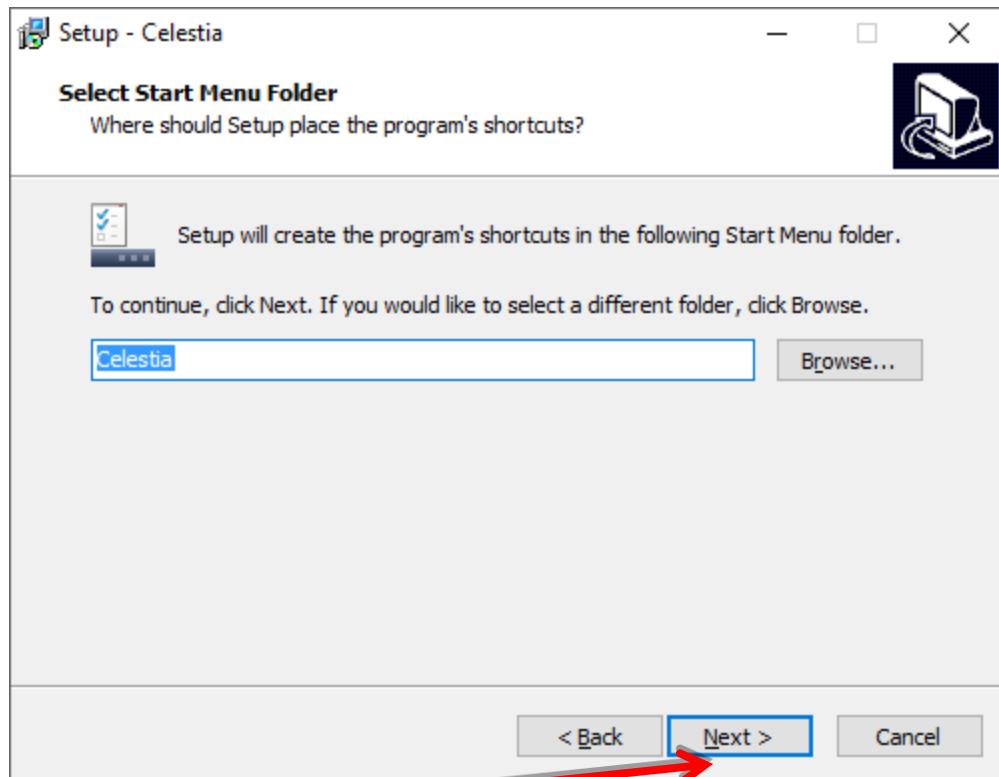 Setup - Celestia
Select Start Menu Folder
Where should Setup place the program's shortcuts?
Setup will create the program's shortcuts in the following Start Menu folder.
To continue, click Next. If you would like to select a different folder, click Browse.
Celestia
Browse...
< Back
Next >
Cancel